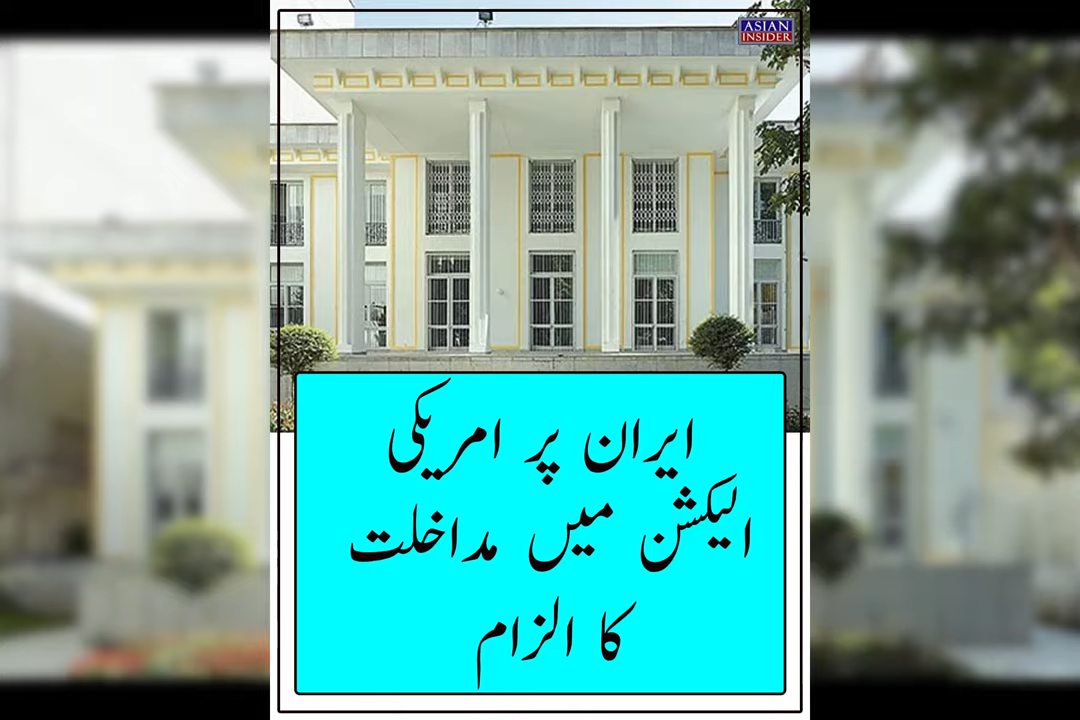 ASIAN
INSIDER
ایران پر امریکی
الیکشن میں مداخلت
کا الزام